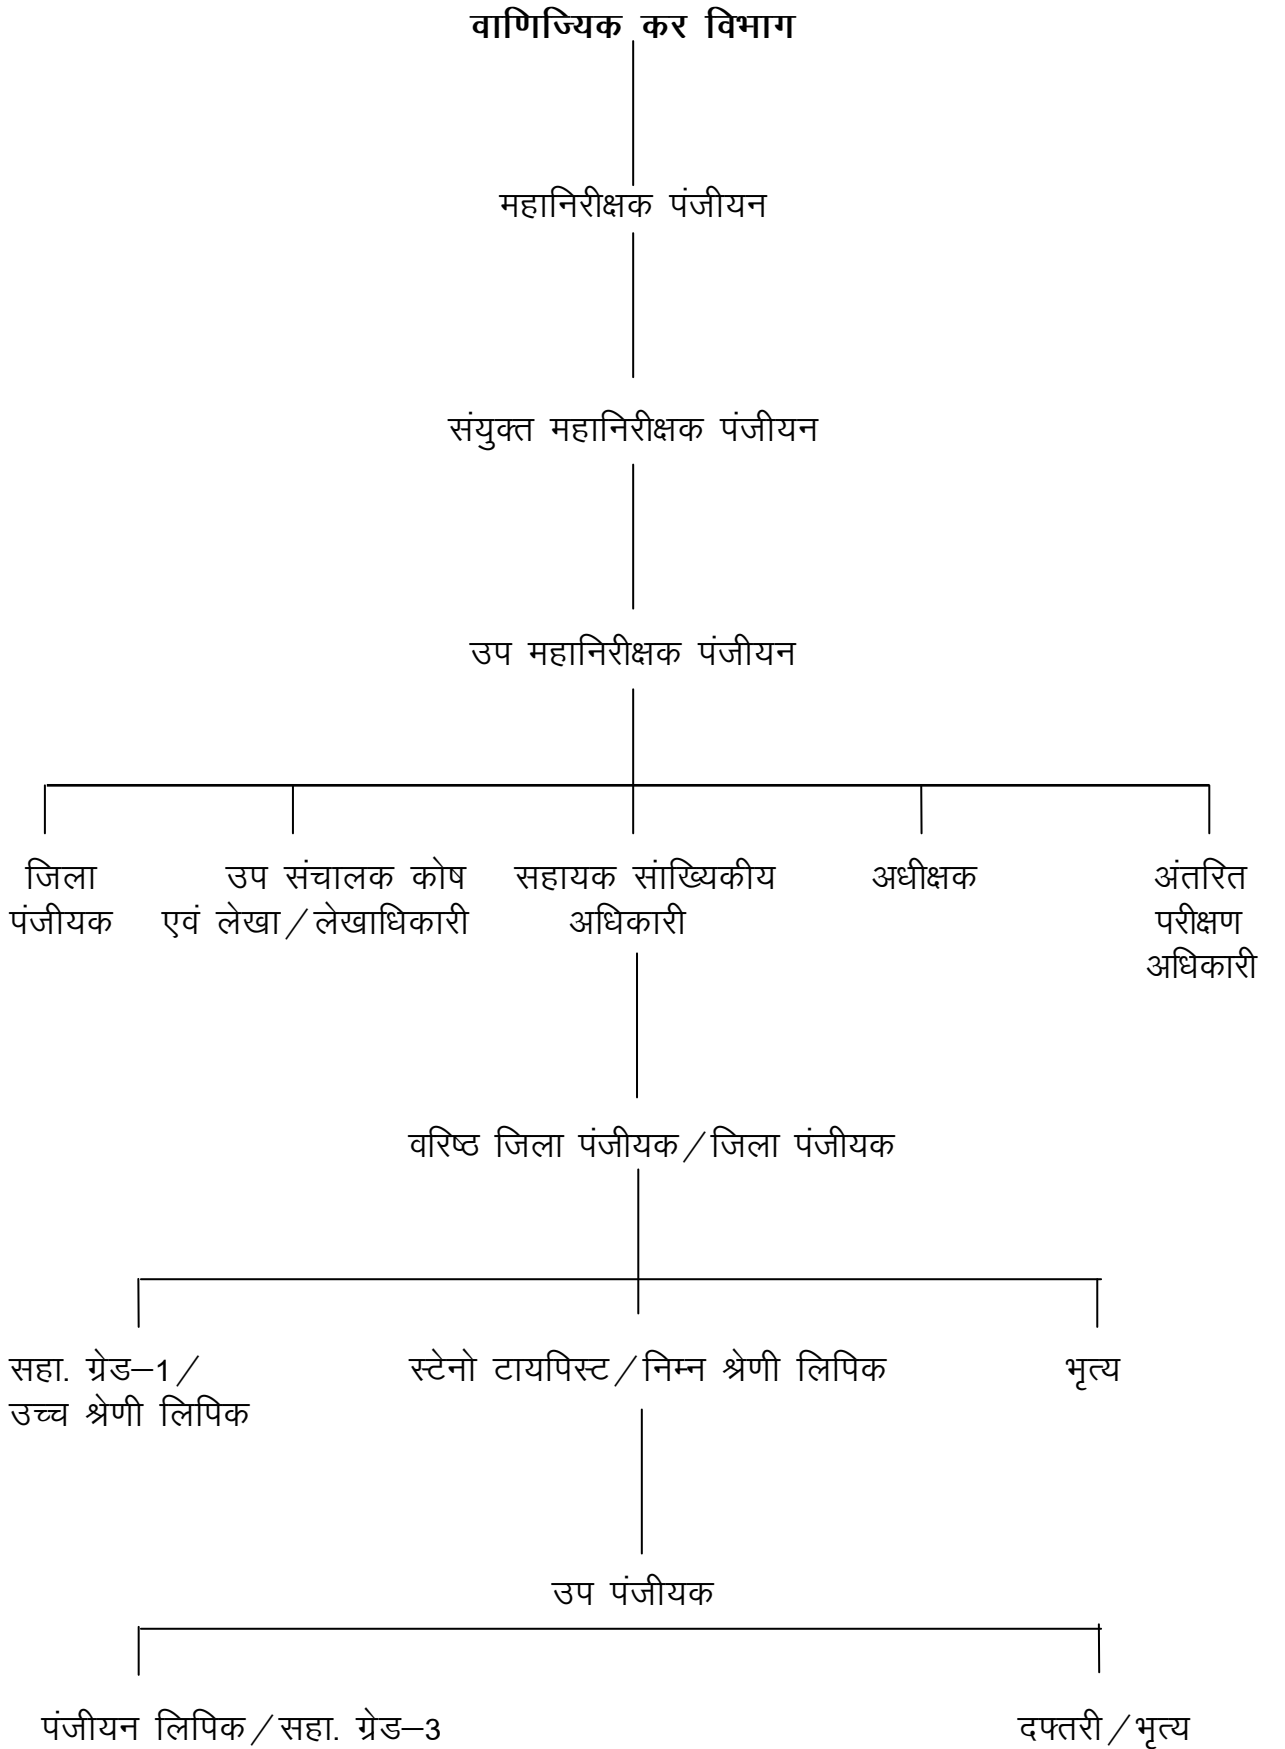 वाणिज्यिक कर विभाग
महानिरीक्षक पंजीयन
संयुक्त महानिरीक्षक पंजीयन
उप महानिरीक्षक पंजीयन
जिला
पंजीयक
उप संचालक कोष
एवं लेखा/लेखाधिकारी
सहायक सांख्यिकीय
अधिकारी
अधीक्षक
अंतरित
परीक्षण
अधिकारी
वरिष्ठ जिला पंजीयक/जिला पंजीयक
सहा. ग्रेड–1/
उच्च श्रेणी लिपिक
स्टेनो टायपिस्ट/निम्न श्रेणी लिपिक
भृत्य
उप पंजीयक
पंजीयन लिपिक/सहा. ग्रेड–3
दफ्तरी/भृत्य